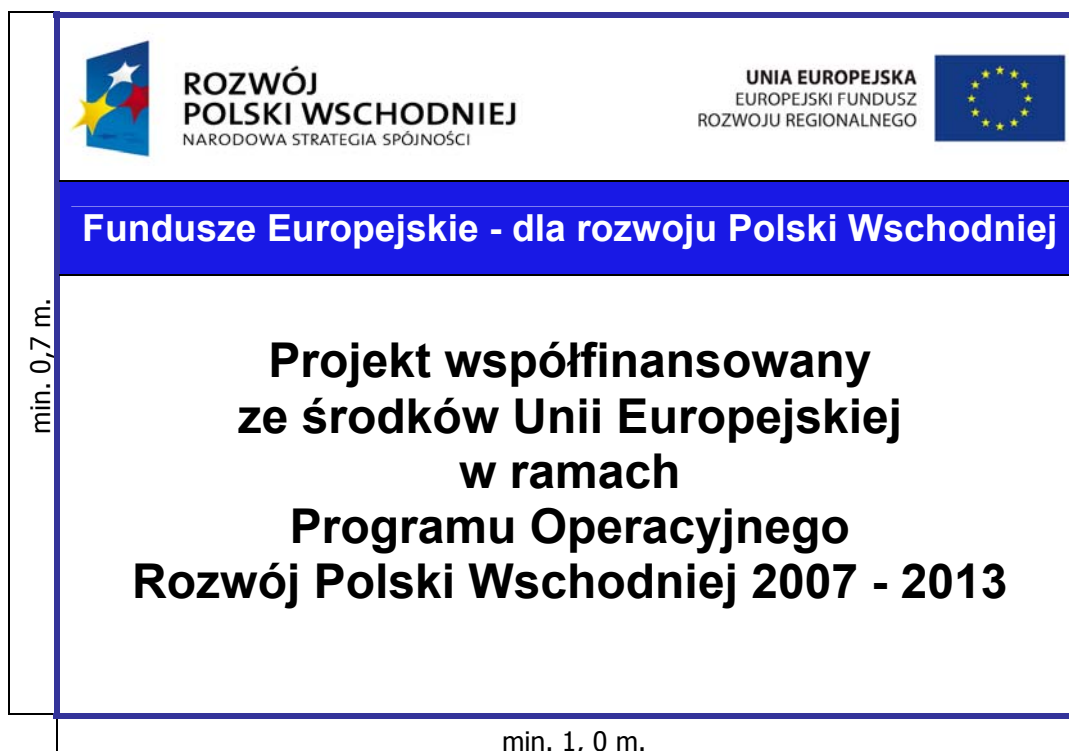 ROZWÓJ
POLSKI WSCHODNIEJ
NARODOWA STRATEGIA SPÓJNOŚCI
UNIA EUROPEJSKA
EUROPEJSKI FUNDUSZ
ROZWOJU REGIONALNEGO
Fundusze Europejskie - dla rozwoju Polski Wschodniej
min. 0,7 m.
Projekt współfinansowany
ze środków Unii Europejskiej
w ramach
Programu Operacyjnego
Rozwój Polski Wschodniej 2007 - 2013
min. 1, 0 m.